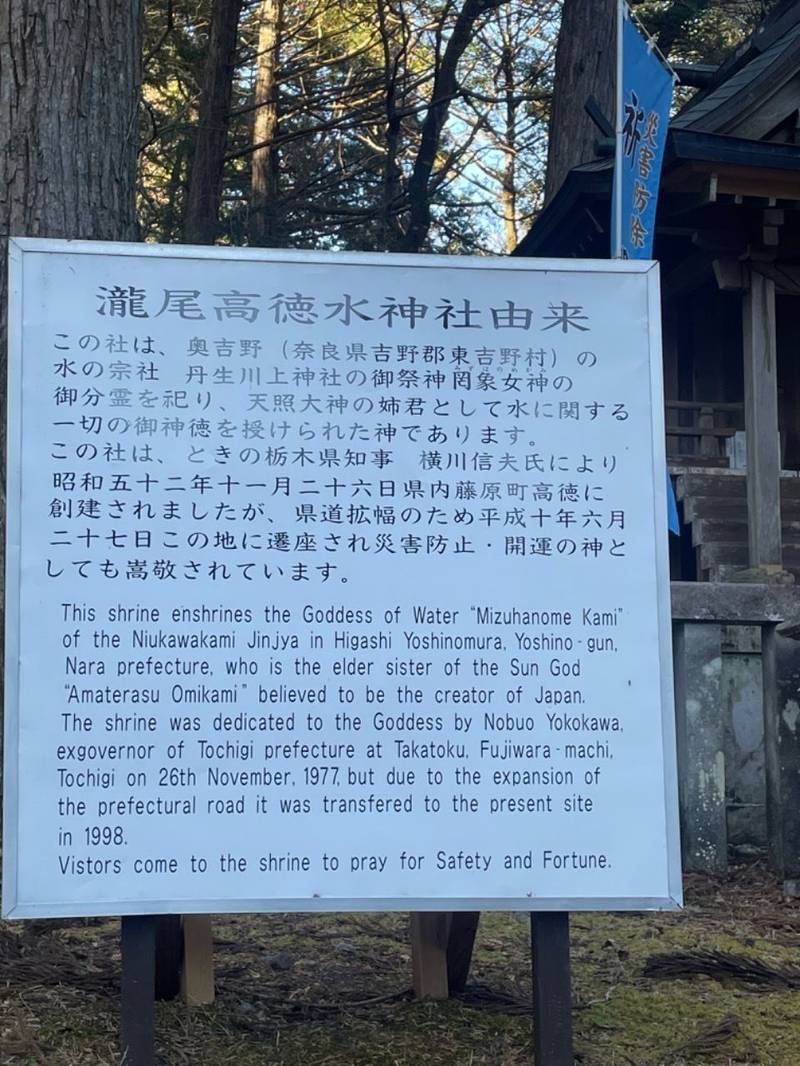 祈 災害防除
瀧尾高徳水神社由来
この社は、奥吉野（奈良県吉野郡東吉野村）の
水の宗社 丹生川上神社の御祭神罔象女神の
御分霊を祀り、天照大神の姉君として水に関する
一切の御神徳を授けられた神であります。
この社は、ときの栃木県知事 横川信夫氏により
昭和五十二年十一月二十六日県内藤原町高徳に
創建されましたが、県道拡幅のため平成十年六月
二十七日この地に遷座され災害防止・開運の神と
しても嵩敬されています。
This shrine enshrines the Goddess of Water "Mizuhanome Kami"
of the Niukawakami Jinjya in Higashi Yoshinomura, Yoshino-gun,
Nara prefecture, who is the elder sister of the Sun God
"Amaterasu Omikami" believed to be the creator of Japan.
The shrine was dedicated to the Goddess by Nobuo Yokokawa,
exgovernor of Tochigi prefecture at Takatoku, Fujiwara-machi,
Tochigi on 26th November, 1977, but due to the expansion of
the prefectural road it was transfered to the present site
in 1998.
Vistors come to the shrine to pray for Safety and Fortune.